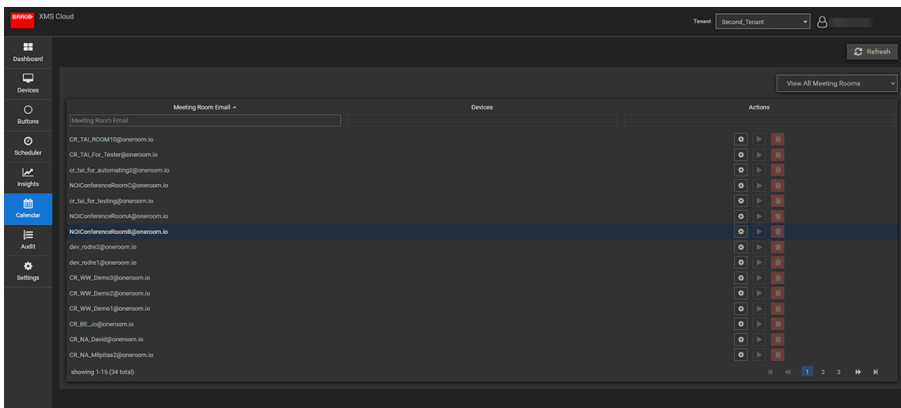 BARCO XMS Cloud
Tenant Second_Tenant
Dashboard
Refresh
Devices
View All Meeting Rooms
Buttons
Meeting Room Email Devices Actions
Meeting Room Email
Scheduler
CR_TAI_ROOM10@oneroom.io
CR_TAI_For_Tester@oneroom.io
cr_tai_for_automating2@oneroom.io
Insights
NOIConferenceRoomC@oneroom.io
cr_tai_for_testing@oneroom.io
Calendar
NOIConferenceRoomA@oneroom.io
NOIConferenceRoomB@oneroom.io
Audit
dev_rodre2@oneroom.io
dev_rodre1@oneroom.io
Settings
CR_WW_Demo3@oneroom.io
CR_WW_Demo2@oneroom.io
CR_WW_Demo1@oneroom.io
CR_BE_Jo@oneroom.io
CR_NA_David@oneroom.io
CR_NA_Milpitas2@oneroom.io
showing 1-15 (34 total) 1 2 3